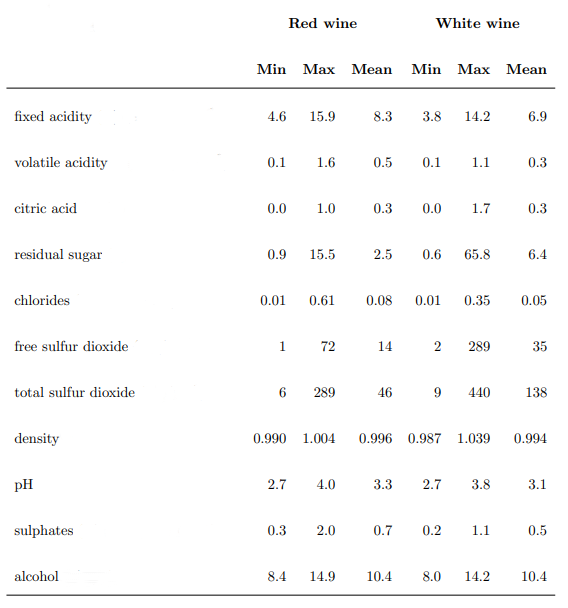 Red wine White wine
Min Max Mean Min Max Mean
fixed acidity 4.6 15.9 8.3 3.8 14.2 6.9
volatile acidity 0.1 1.6 0.5 0.1 1.1 0.3
citric acid 0.0 1.0 0.3 0.0 1.7 0.3
residual sugar 0.9 15.5 2.5 0.6 65.8 6.4
chlorides 0.01 0.61 0.08 0.01 0.35 0.05
free sulfur dioxide 1 72 14 2 289 35
total sulfur dioxide 6 289 46 9 440 138
density 0.990 1.004 0.996 0.987 1.039 0.994
pH 2.7 4.0 3.3 2.7 3.8 3.1
sulphates 0.3 2.0 0.7 0.2 1.1 0.5
alcohol 8.4 14.9 10.4 8.0 14.2 10.4